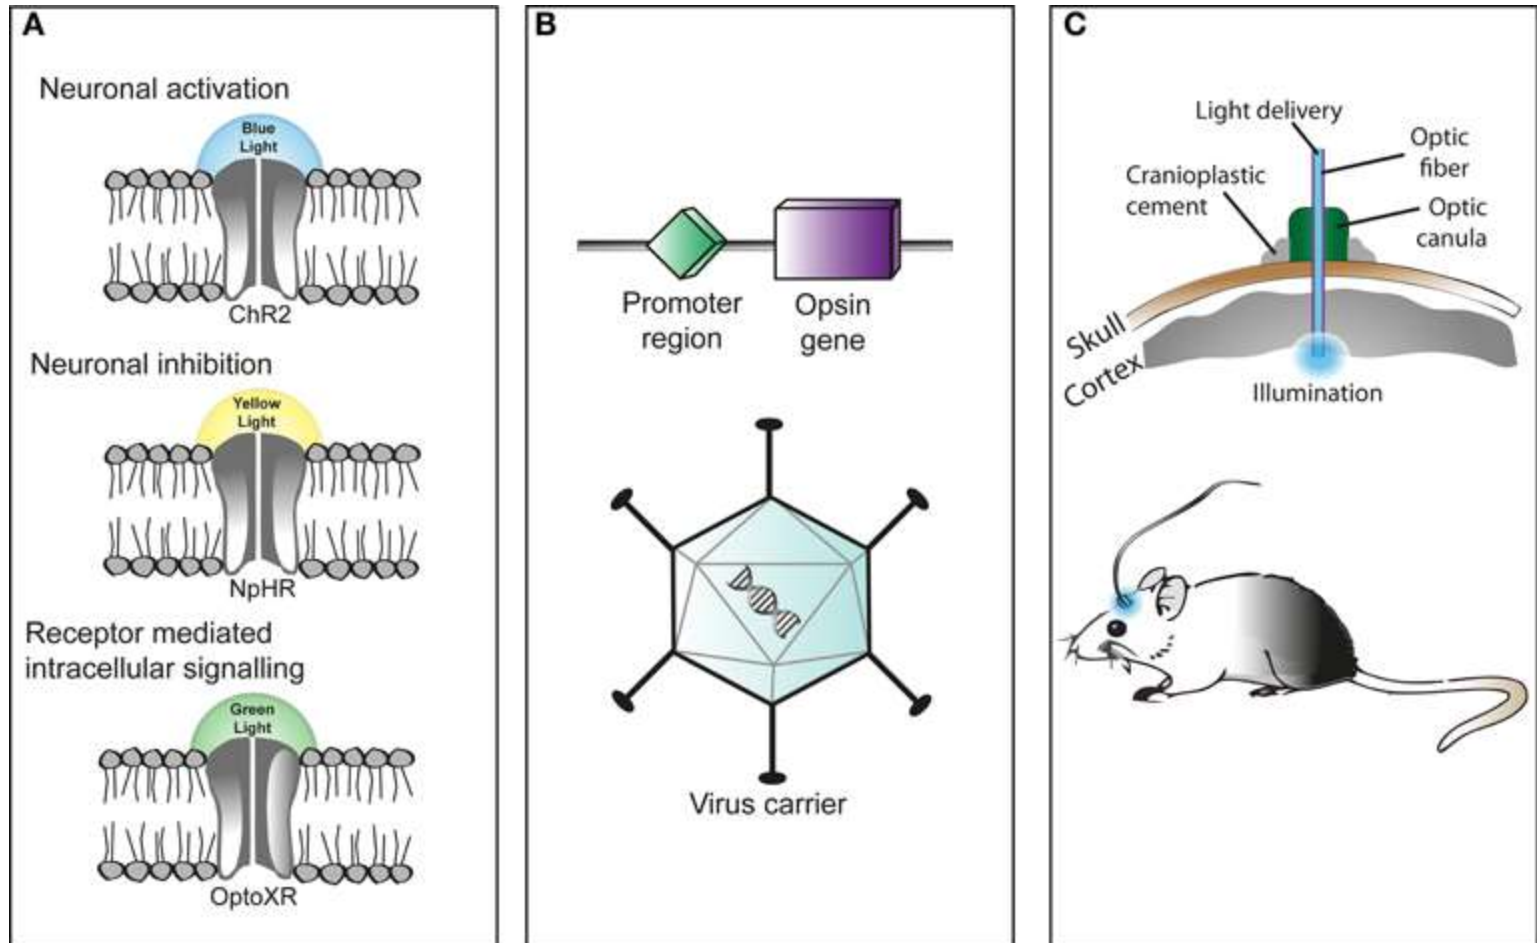 A
Neuronal activation
Blue
Light
ChR2
Neuronal inhibition
Yellow
Light
NpHR
Receptor mediated
intracellular signalling
Green
Light
OptoXR
B
Promoter
region
Opsin
gene
Virus carrier
C
Light delivery
Optic
fiber
Cranioplastic
cement
Optic
canula
Skull
Cortex
Illumination